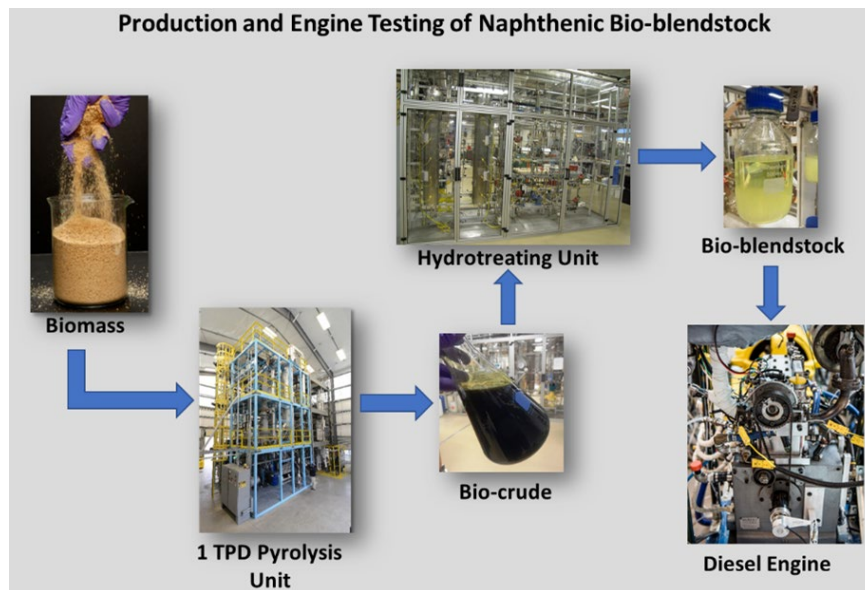 Production and Engine Testing of Naphthenic Bio-blendstock
Biomass
1 TPD Pyrolysis
Unit
Bio-crude
Hydrotreating Unit
Bio-blendstock
Diesel Engine